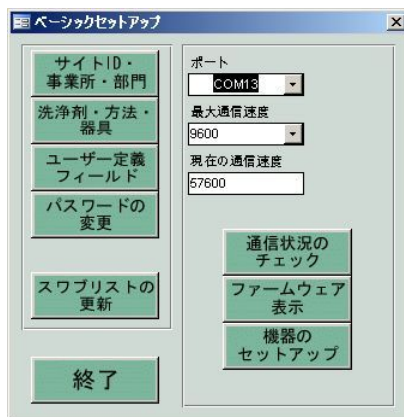 ベーシックセットアップ
サイトID・
事業所・部門
洗浄剤・方法・
器具
ユーザー定義
フィールド
パスワードの
変更
スワブリストの
更新
終了
ポート
COM13
最大通信速度
9600
現在の通信速度
57600
通信状況の
チェック
ファームウェア
表示
機器の
セットアップ